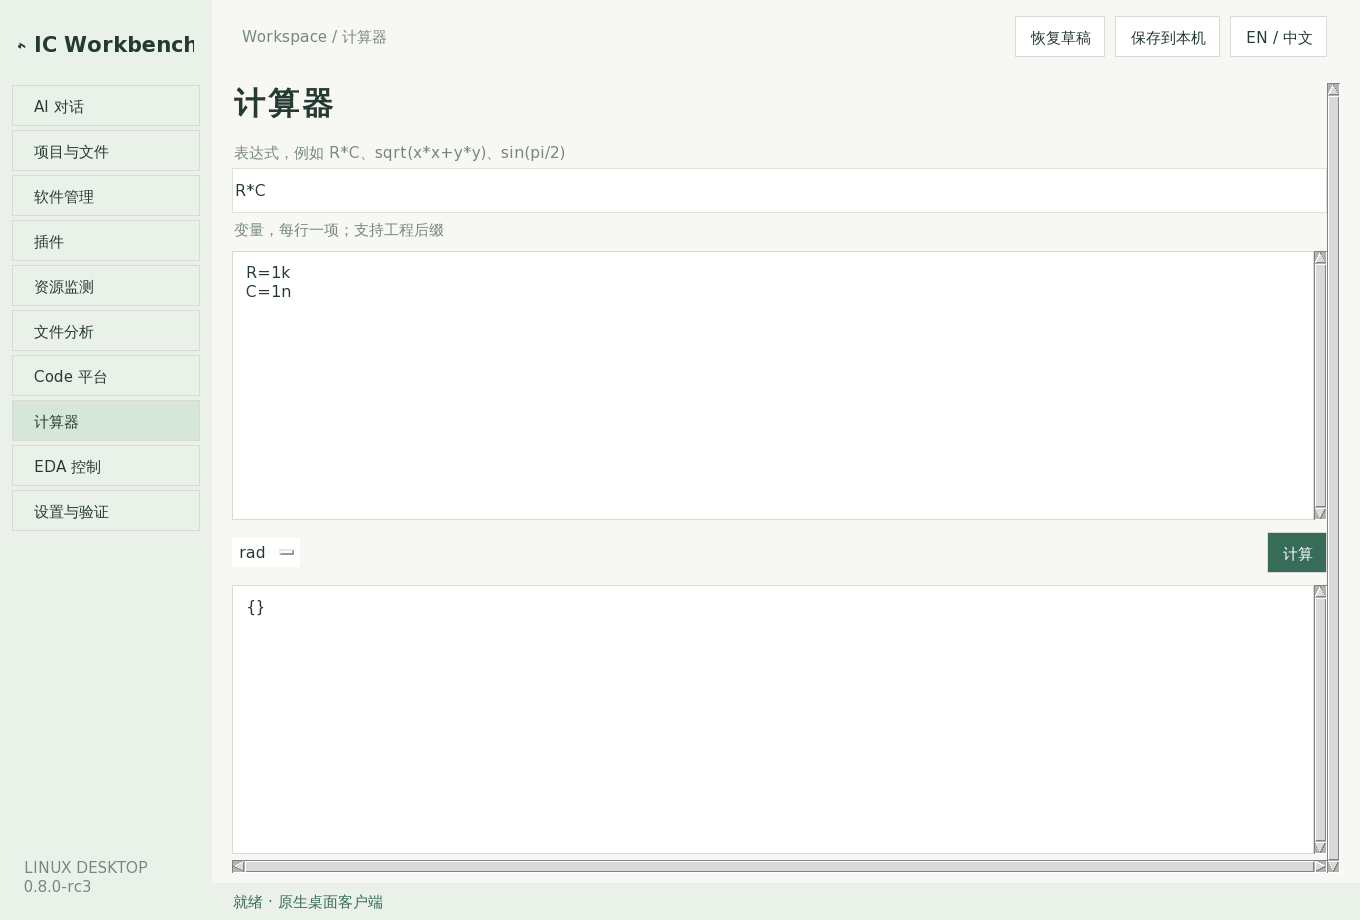 IC Workbench
AI 对话
项目与文件
软件管理
插件
资源监测
文件分析
Code 平台
计算器
EDA 控制
设置与验证
LINUX DESKTOP
0.8.0-rc3
Workspace / 计算器
恢复草稿
保存到本机
EN / 中文
计算器
表达式，例如 R*C、sqrt(x*x+y*y)、sin(pi/2)
R*C
变量，每行一项；支持工程后缀
R=1k
C=1n
rad
计算
{}
就绪 · 原生桌面客户端